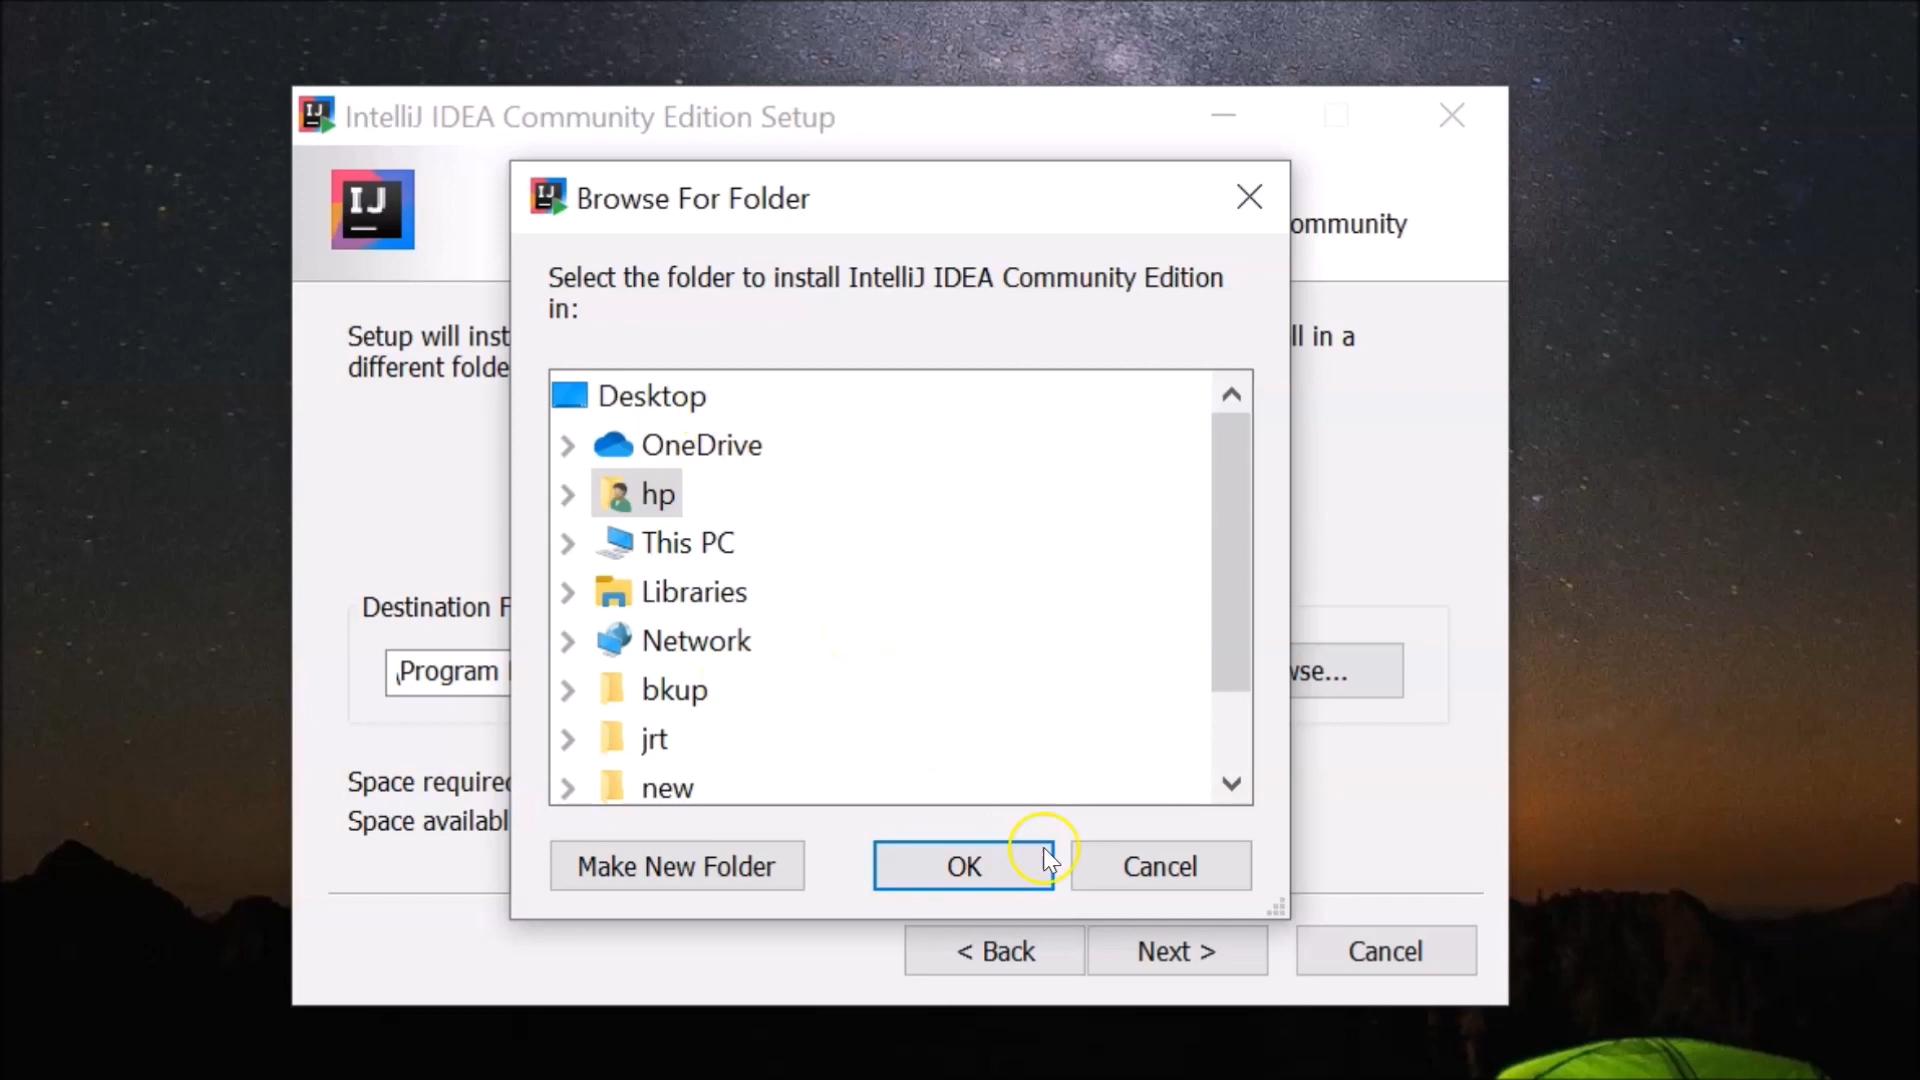 IntelliJ IDEA Community Edition Setup
IJ
Browse For Folder
ommunity
Select the folder to install IntelliJ IDEA Community Edition
in:
Setup will inst
ll in a
different folde
Desktop
OneDrive
hp
This PC
Libraries
Network
bkup
jrt
new
Destination F
\Program
wse...
Space required
Space availabl
Make New Folder
OK
Cancel
< Back
Next >
Cancel